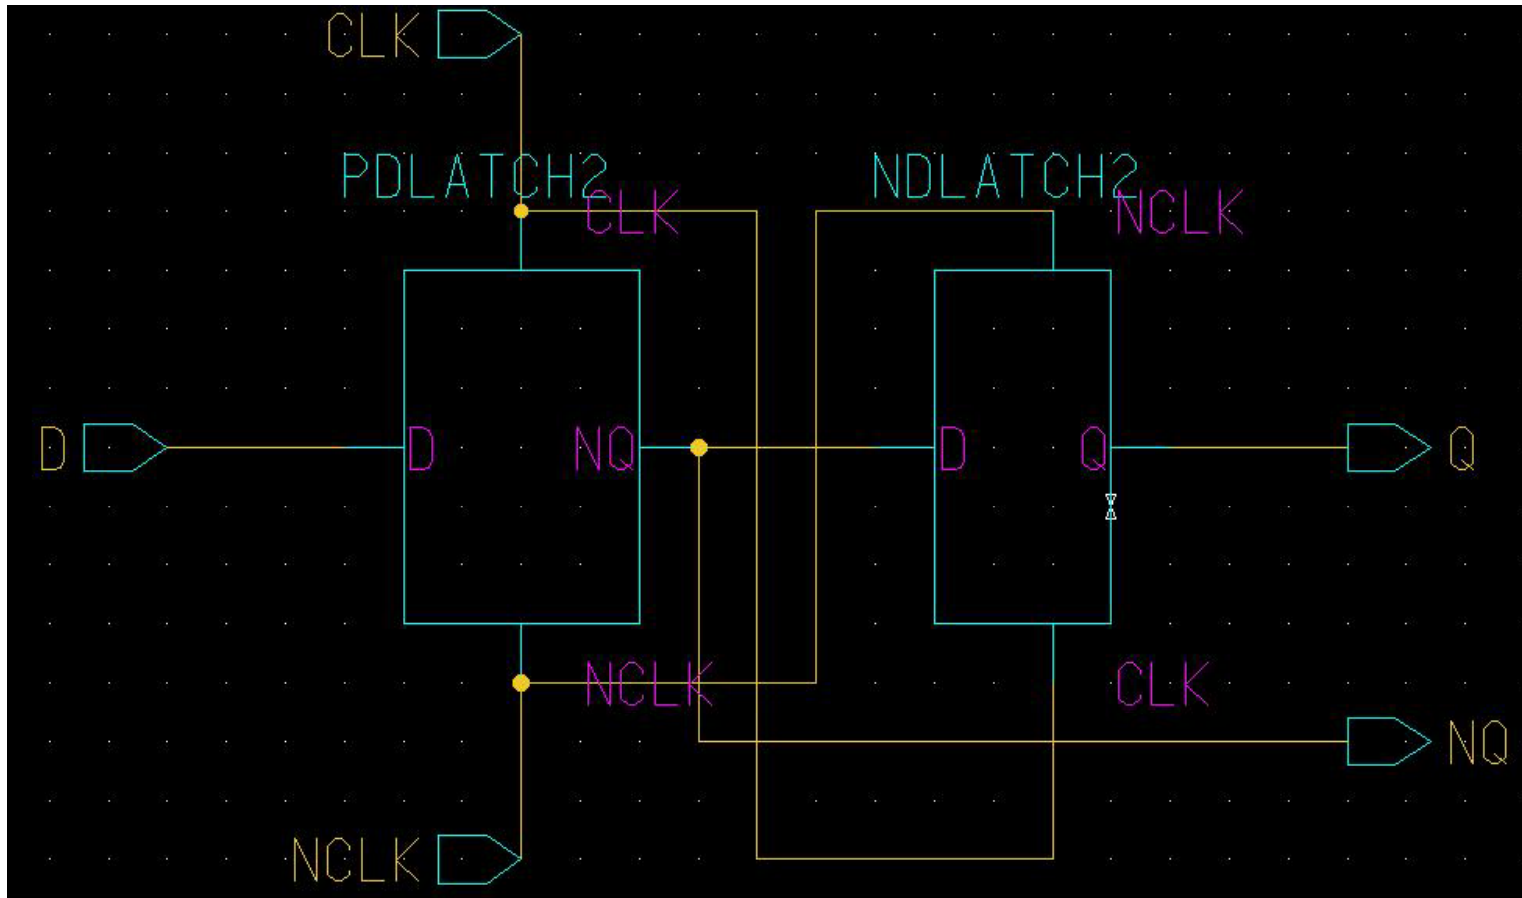 CLK
PDLATCH2
NDLATCH2
CLK
NCLK
D
D
NQ
D
Q
Q
NCLK
CLK
NQ
NCLK